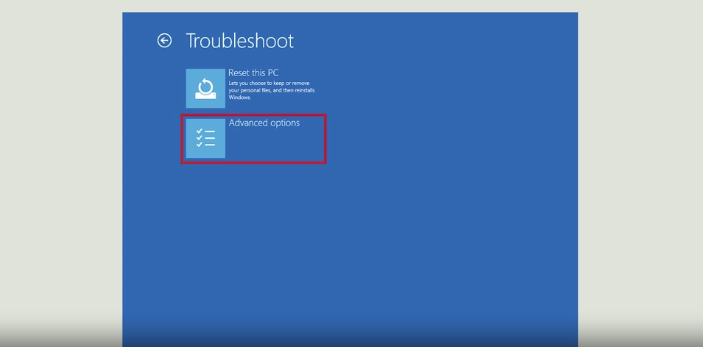 Troubleshoot
Reset this PC
Lets you choose to keep or remove
your personal files, and then reinstalls
Windows.
Advanced options